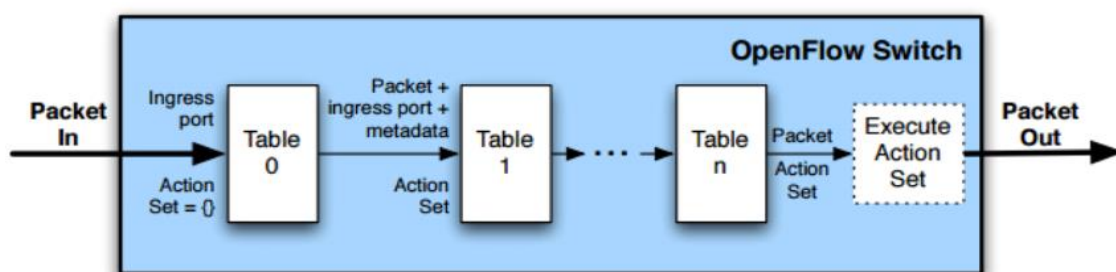 OpenFlow Switch
Packet
In
Ingress
port
Action
Set = {}
Table
0
Packet +
ingress port +
metadata
Action
Set
Table
1
...
Table
n
Packet
Action
Set
Execute
Action
Set
Packet
Out